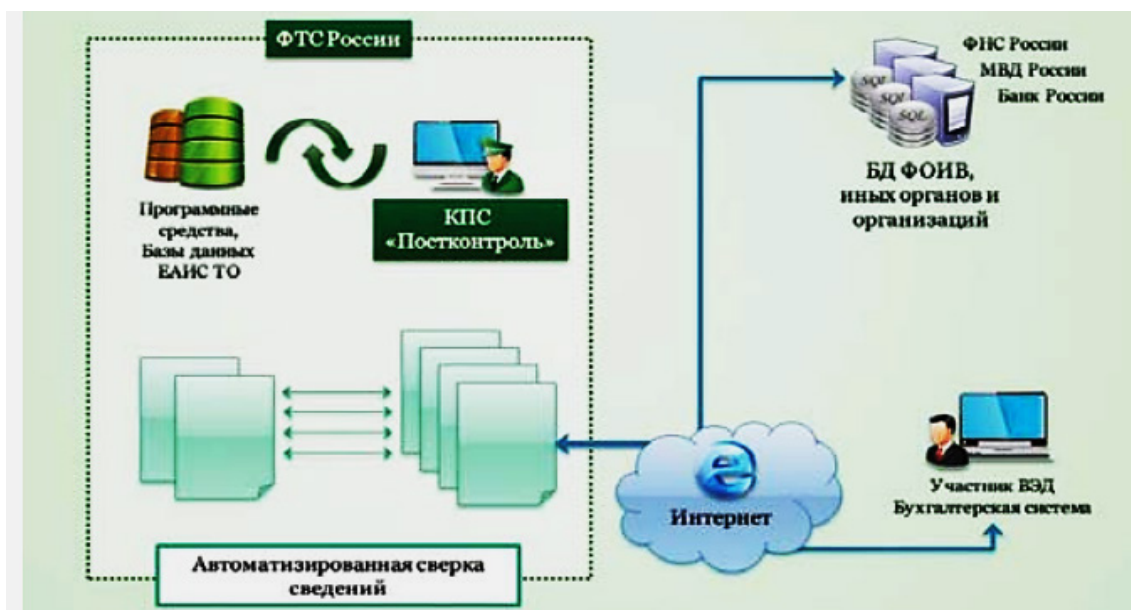 ФТС России
Программные
средства,
Базы данных
ЕАИС ТО
КПС
«Постконтроль»
Автоматизированная сверка
сведений
SQL
SQL
SQL
ФНС России
МВД России
Банк России
БД ФОИВ,
иных органов и
организаций
Интернет
Участник ВЭД
Бухгалтерская система